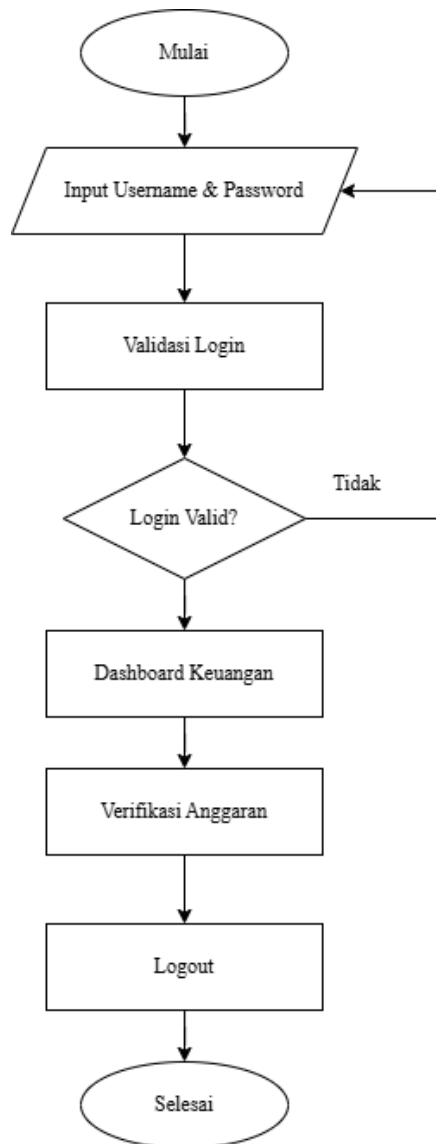 Mulai
Input Username & Password
Validasi Login
Login Valid?
Tidak
Dashboard Keuangan
Verifikasi Anggaran
Logout
Selesai